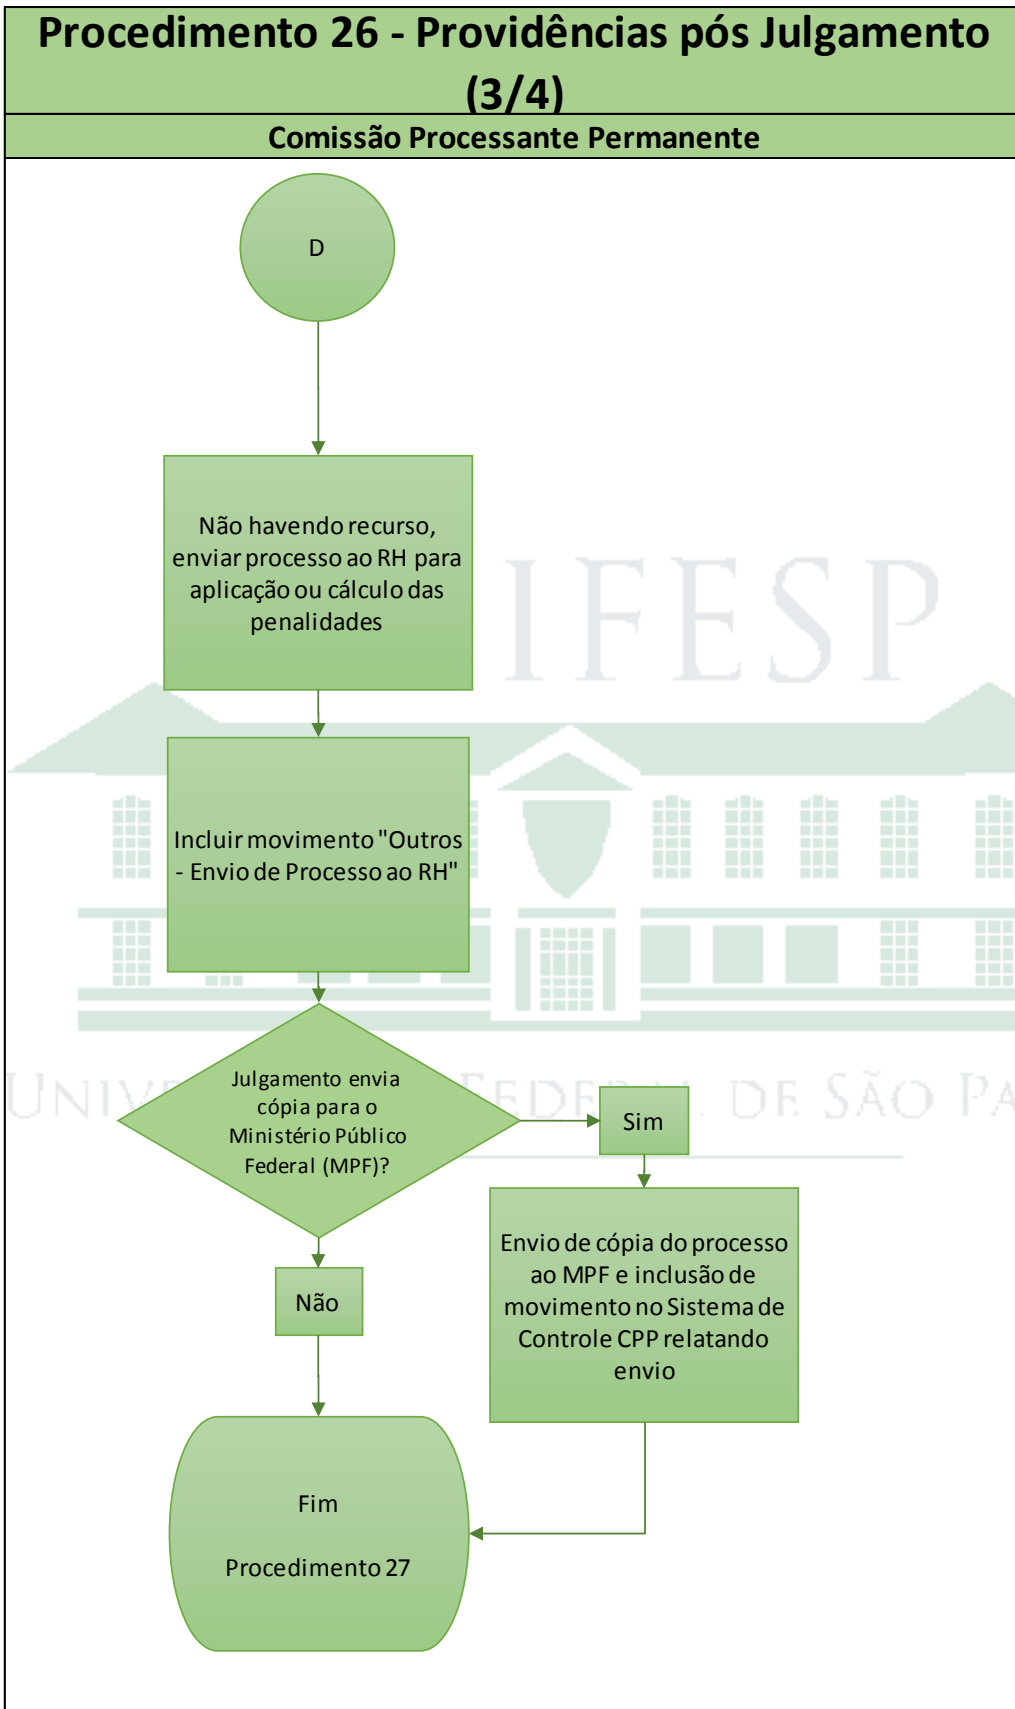 Procedimento 26 - Providências pós Julgamento
(3/4)
Comissão Processante Permanente
D
Não havendo recurso,
enviar processo ao RH para
aplicação ou cálculo das
penalidades
IFESP
Incluir movimento "Outros
- Envio de Processo ao RH"
Julgamento envia
cópia para o
Ministério Público
Federal (MPF)?
UNIV FEDERAL DE SÃO PA
Sim
Envio de cópia do processo
ao MPF e inclusão de
movimento no Sistema de
Controle CPP relatando
envio
Não
Fim
Procedimento 27